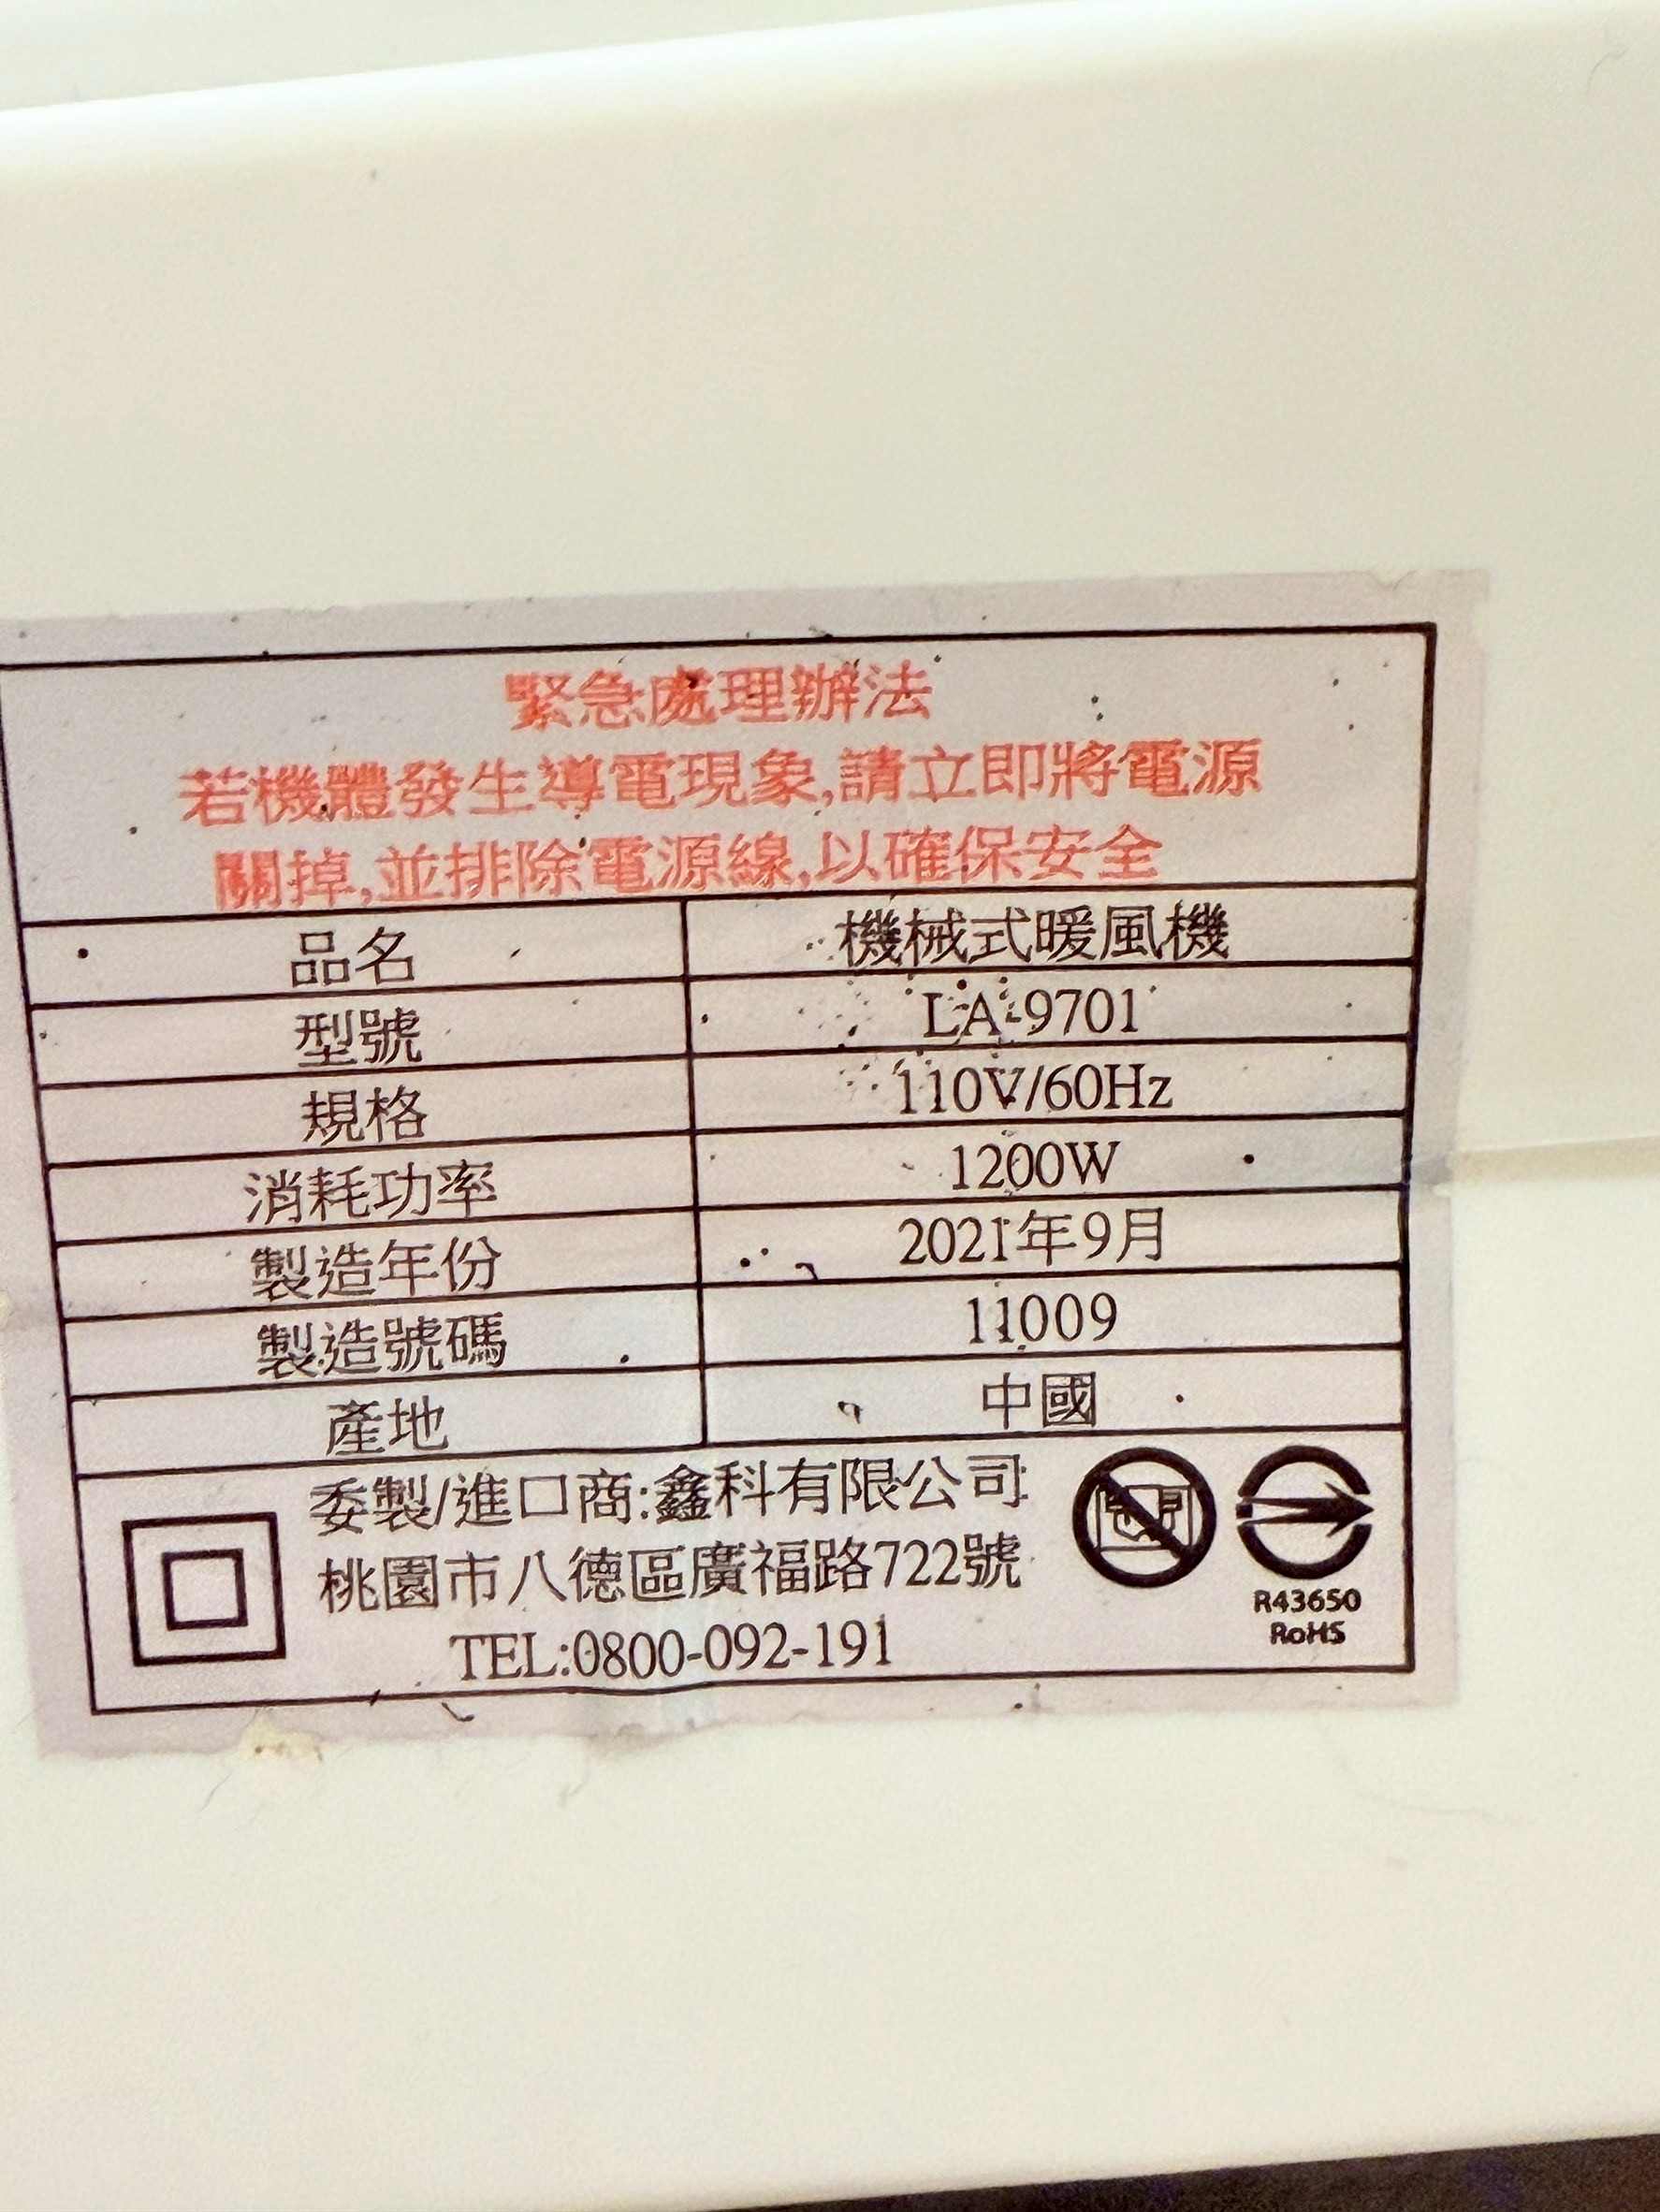 緊急處理辦法
若機體發生導電現象,請立即將電源
關掉,並排除電源線,以確保安全
品名 機械式暖風機
型號 LA-9701
規格 110V/60Hz
消耗功率 1200W
製造年份 2021年9月
製造號碼 11009
產地 中國
委製/進口商:鑫科有限公司
桃園市八德區廣福路722號
TEL:0800-092-191
R43650
RoHS